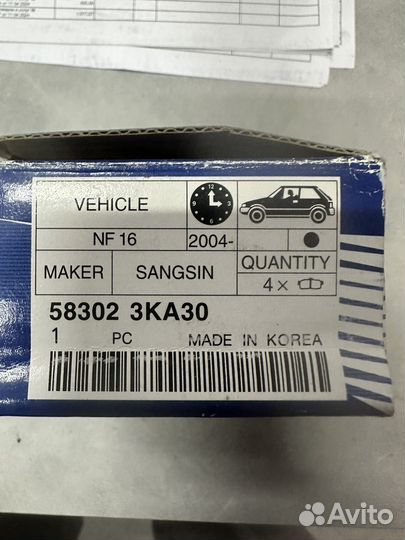 VEHICLE
NF 16 2004-
MAKER SANGSIN QUANTITY
4 x
58302 3KA30
1 PC MADE IN KOREA
Avito